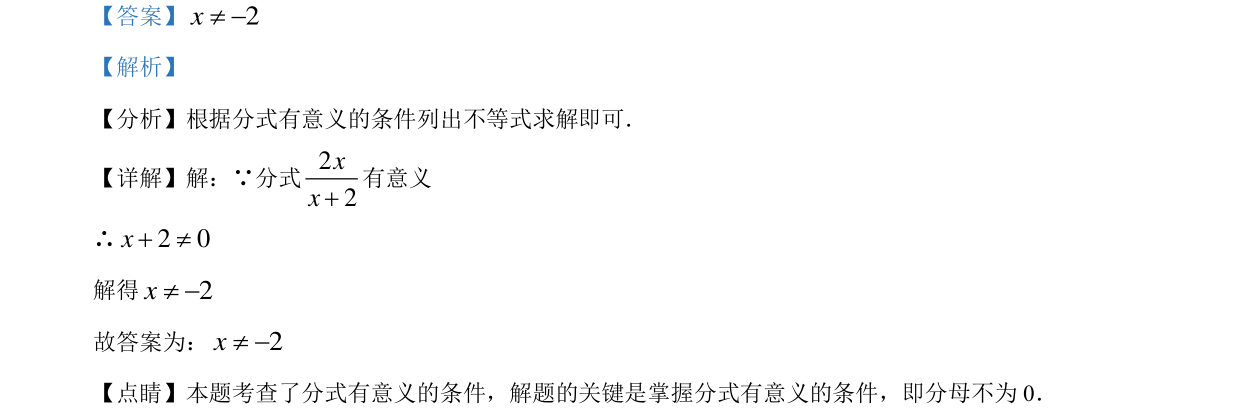 【答案】x ≠ −2
【解析】
【分析】根据分式有意义的条件列出不等式求解即可．
【详解】解：∵分式$\frac{2x}{x+2}$有意义
∴ x + 2 ≠ 0
解得 x ≠ −2
故答案为：x ≠ −2
【点睛】本题考查了分式有意义的条件，解题的关键是掌握分式有意义的条件，即分母不为 0．